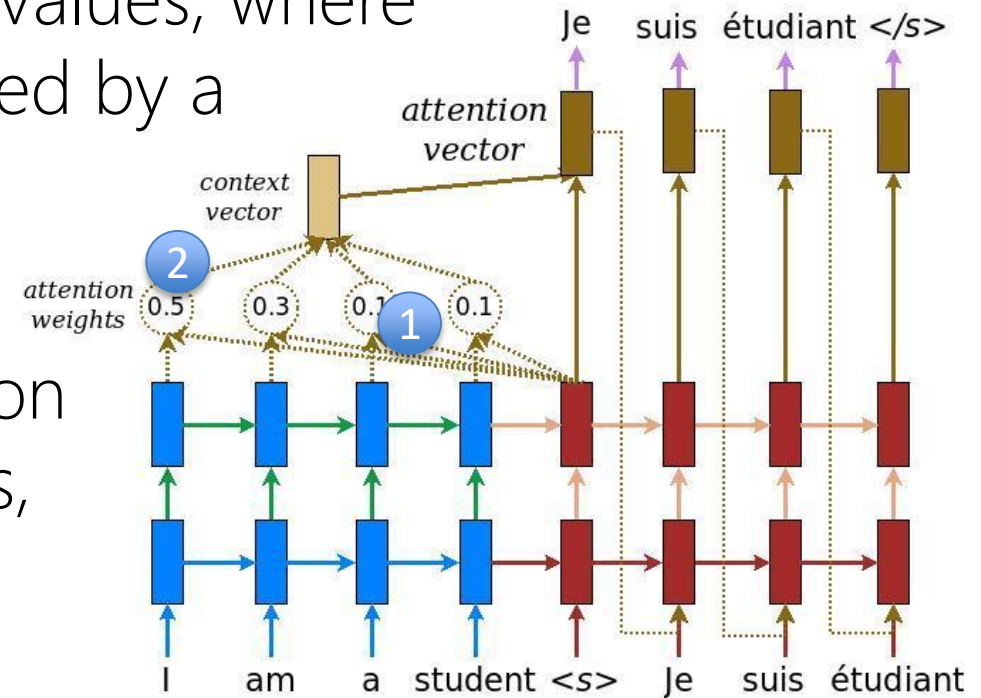 values, where
ed by a
on
s,
Je suis étudiant </s>
attention
vector
context
vector
2
attention
weights
0.5 0.3 0.1 0.1
1
I am a student <s> Je suis étudiant